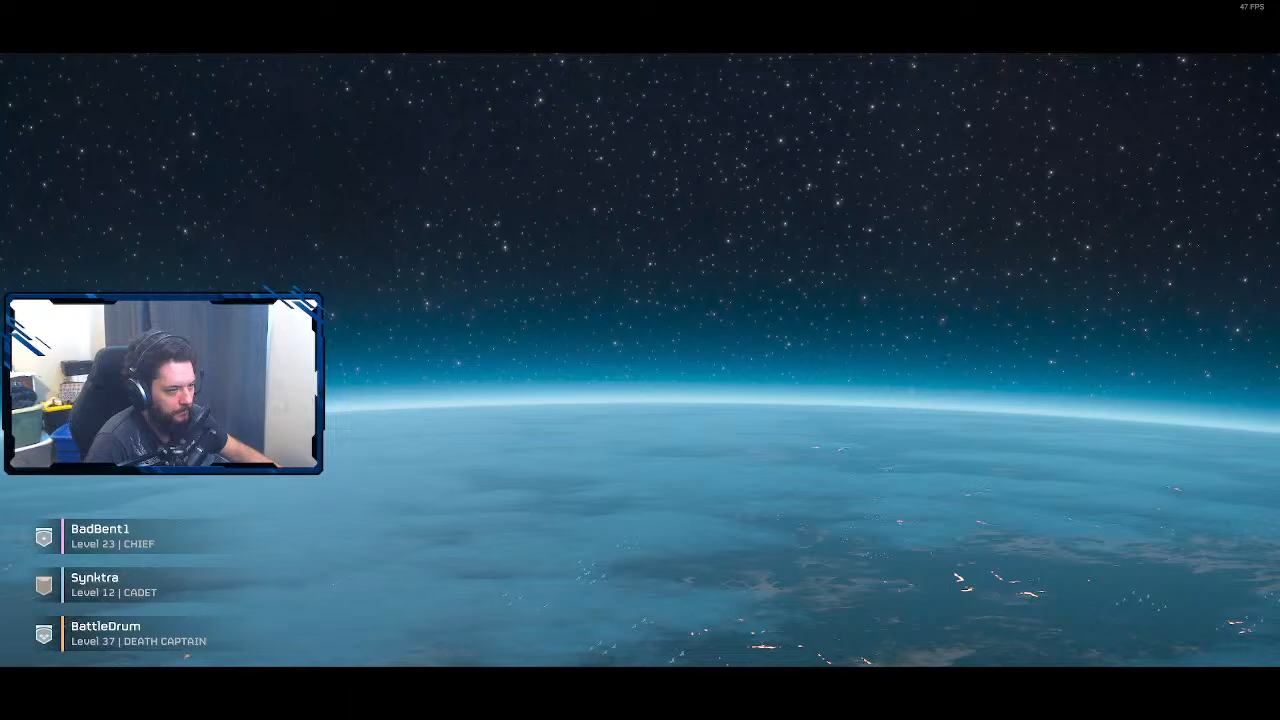 47 FPS
BadBent1
Level 23 | CHIEF
Synktra
Level 12 | CADET
BattleDrum
Level 37 | DEATH CAPTAIN